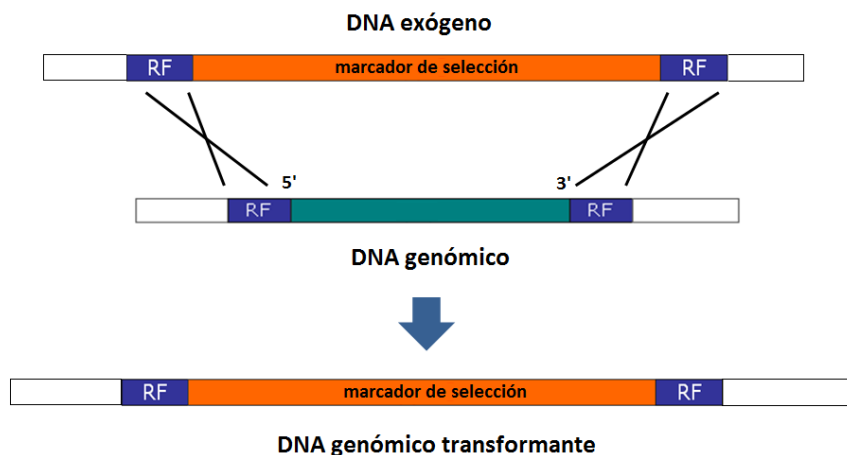 DNA exógeno
RF marcador de selección RF
5' 3'
RF RF
DNA genómico
RF marcador de selección RF
DNA genómico transformante